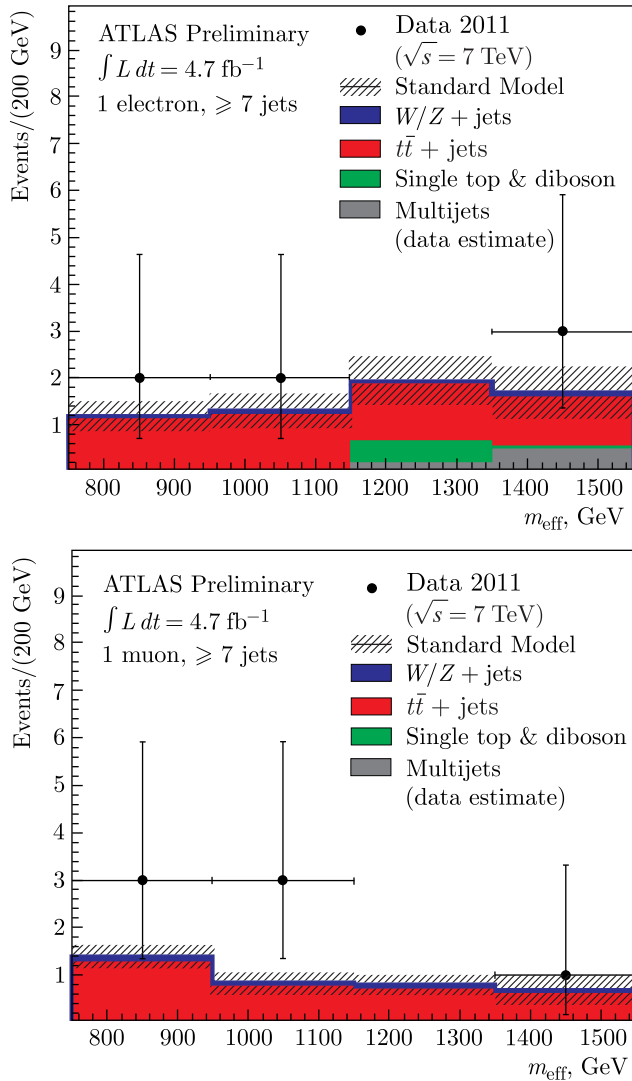 ATLAS Preliminary
∫ L dt = 4.7 fb⁻¹
1 electron, ⩾ 7 jets
Data 2011
(√s = 7 TeV)
Standard Model
W/Z + jets
tt̄ + jets
Single top & diboson
Multijets
(data estimate)
Events/(200 GeV)
9
8
7
6
5
4
3
2
1
800 900 1000 1100 1200 1300 1400 1500
m_eff, GeV
ATLAS Preliminary
∫ L dt = 4.7 fb⁻¹
1 muon, ⩾ 7 jets
Data 2011
(√s = 7 TeV)
Standard Model
W/Z + jets
tt̄ + jets
Single top & diboson
Multijets
(data estimate)
Events/(200 GeV)
9
8
7
6
5
4
3
2
1
800 900 1000 1100 1200 1300 1400 1500
m_eff, GeV